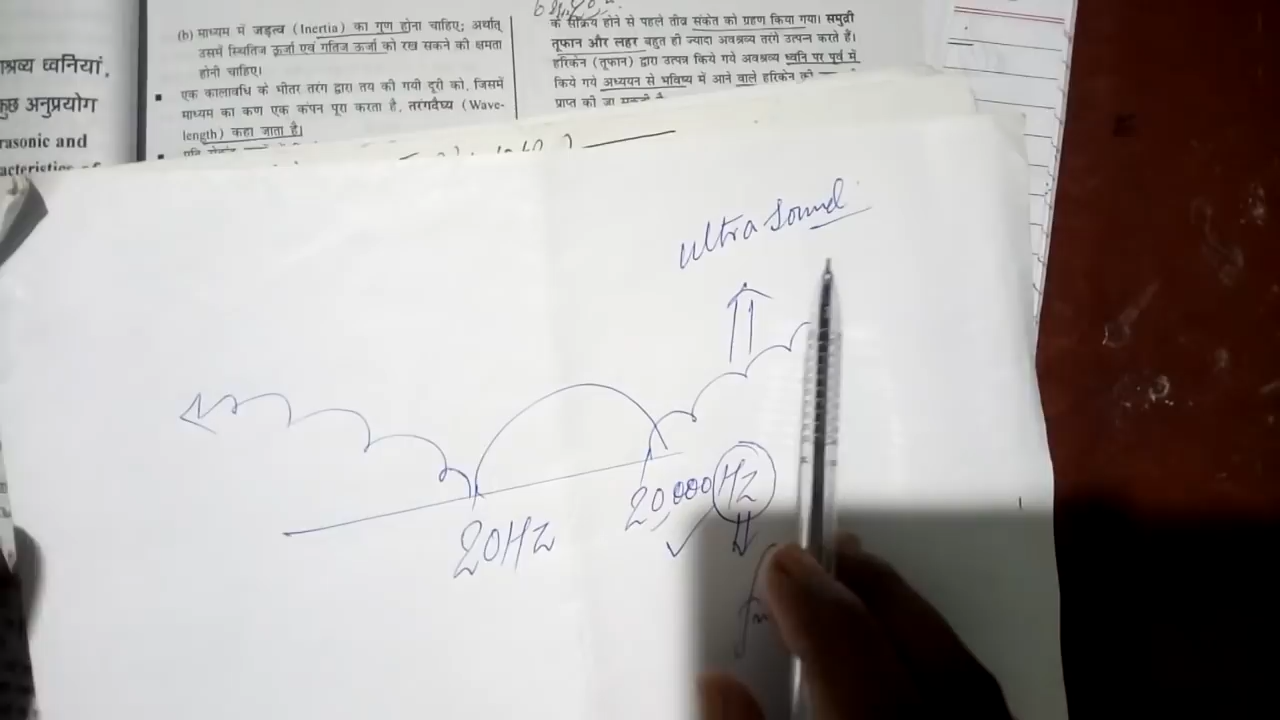 (b) माध्यम में जड़त्व (Inertia) का गुण होना चाहिए; अर्थात्
उसमें स्थितिज ऊर्जा एवं गतिज ऊर्जा को रख सकने की क्षमता
होनी चाहिए।
एक कालावधि के भीतर तरंग द्वारा तय की गयी दूरी को, जिसमें
माध्यम का कण एक कंपन पूरा करता है, तरंगदैर्घ्य (Wave-
length) कहा जाता है।
के सक्रिय होने से पहले तीव्र संकेत को ग्रहण किया गया। समुद्री
तूफान और लहर बहुत ही ज्यादा अवश्रव्य तरंगे उत्पन्न करते हैं।
हरिकेन (तूफान) द्वारा उत्पन्न किये गये अवश्रव्य ध्वनि पर पूर्व में
किये गये अध्ययन से भविष्य में आने वाले हरिकेन को
प्राप्त की जा
श्रव्य ध्वनियां,
कुछ अनुप्रयोग
rasonic and
Ultra sound
20Hz
20,000 Hz